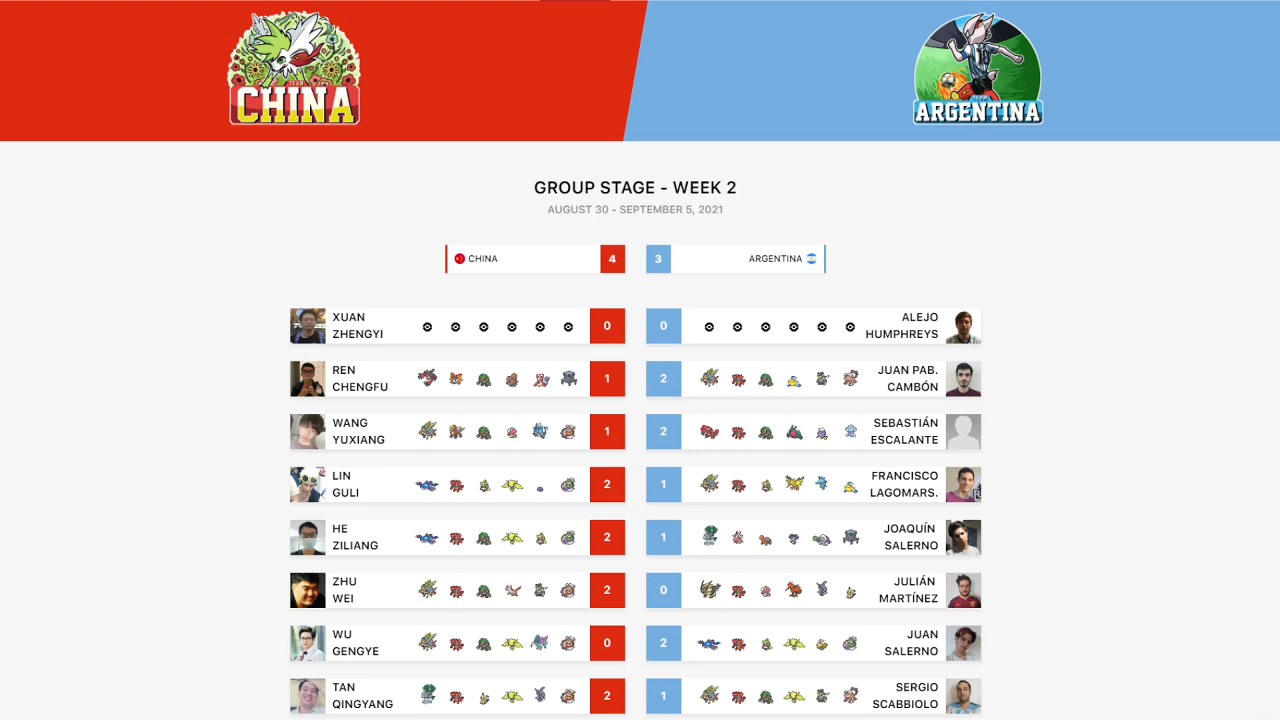 TEAM
CHINA
TEAM
ARGENTINA
GROUP STAGE - WEEK 2
AUGUST 30 - SEPTEMBER 5, 2021
CHINA 4 3 ARGENTINA
XUAN ZHENGYI 0 0 ALEJO HUMPHREYS
REN CHENGFU 1 2 JUAN PAB. CAMBÓN
WANG YUXIANG 1 2 SEBASTIÁN ESCALANTE
LIN GULI 2 1 FRANCISCO LAGOMARS.
HE ZILIANG 2 1 JOAQUÍN SALERNO
ZHU WEI 2 0 JULIÁN MARTÍNEZ
WU GENGYE 0 2 JUAN SALERNO
TAN QINGYANG 2 1 SERGIO SCABBIOLO